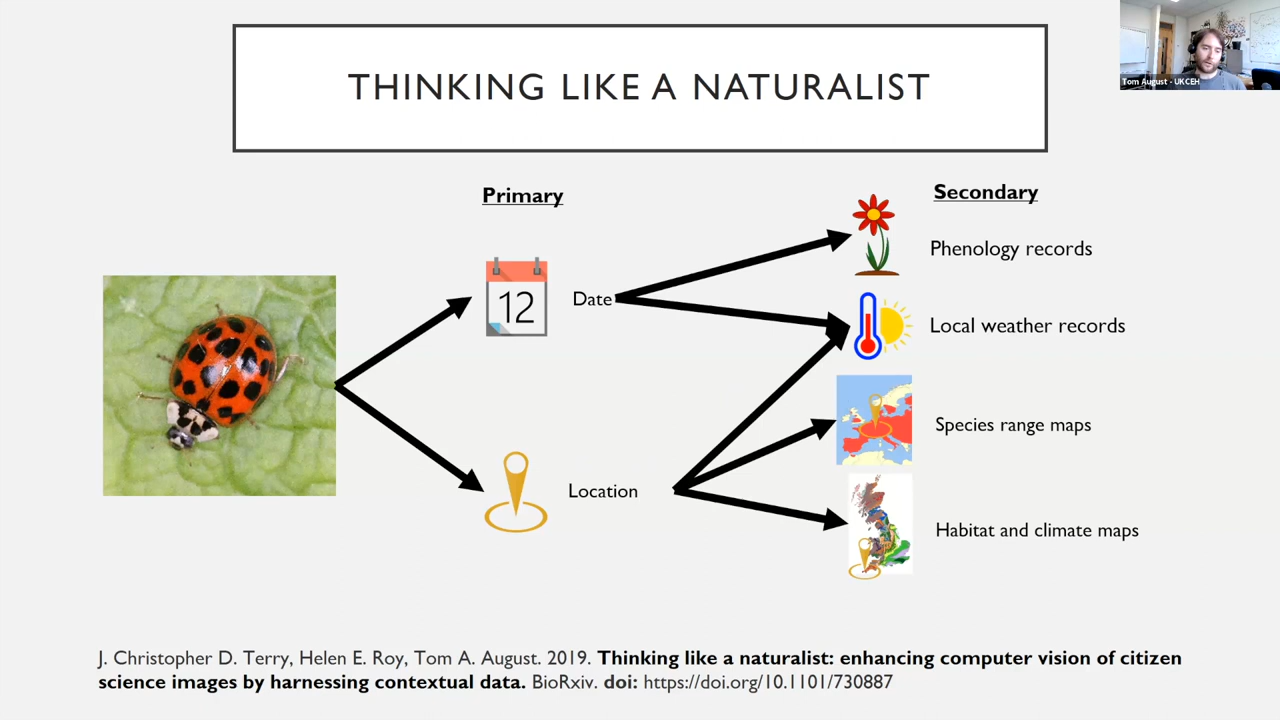 THINKING LIKE A NATURALIST
Tom August - UKCEH
Primary
Secondary
Phenology records
12
Date
Local weather records
Species range maps
Location
Habitat and climate maps
J. Christopher D. Terry, Helen E. Roy, Tom A. August. 2019. Thinking like a naturalist: enhancing computer vision of citizen
science images by harnessing contextual data. BioRxiv. doi: https://doi.org/10.1101/730887